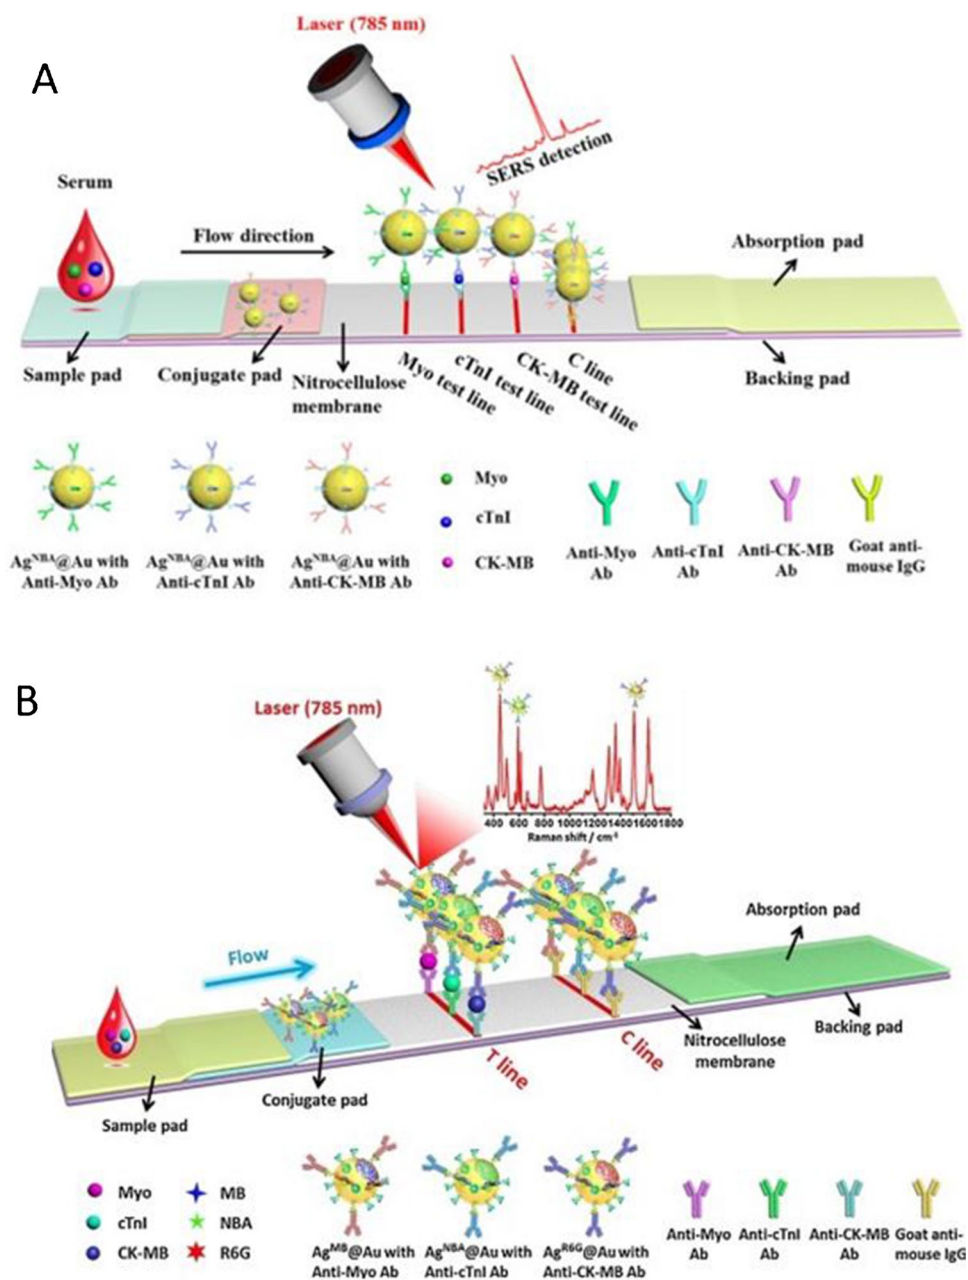 A
Laser (785 nm)
SERS detection
Serum
Flow direction
Absorption pad
Sample pad
Conjugate pad
Nitrocellulose
membrane
Myo test line
cTnI test line
CK-MB test line
C line
Backing pad
Myo
cTnI
CK-MB
Ag^NBA@Au with
Anti-Myo Ab
Ag^NBA@Au with
Anti-cTnI Ab
Ag^NBA@Au with
Anti-CK-MB Ab
Anti-Myo
Ab
Anti-cTnI
Ab
Anti-CK-MB
Ab
Goat anti-
mouse IgG
B
Laser (785 nm)
400 600 800 1000 1200 1400 1600 1800
Raman shift / cm⁻¹
Flow
Absorption pad
Backing pad
Nitrocellulose
membrane
T line
C line
Conjugate pad
Sample pad
Myo
MB
cTnI
NBA
CK-MB
R6G
Ag^MB@Au with
Anti-Myo Ab
Ag^NBA@Au with
Anti-cTnI Ab
Ag^R6G@Au with
Anti-CK-MB Ab
Anti-Myo
Ab
Anti-cTnI
Ab
Anti-CK-MB
Ab
Goat anti-
mouse IgG